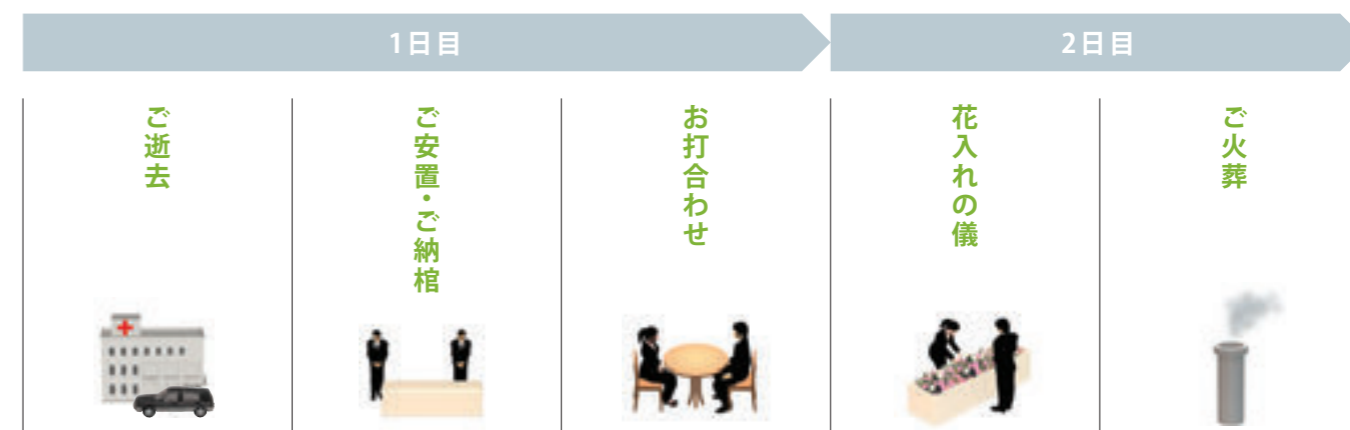 1日目
2日目
ご逝去
ご安置・ご納棺
お打合わせ
花入れの儀
ご火葬